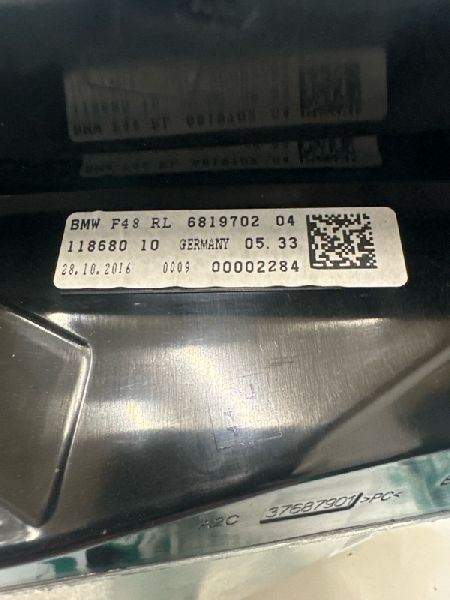 BMW F48 RL 6819702 04
118680 10 GERMANY 05.33
28.10.2016 0009 00002284
A2C 37587901 >PC<